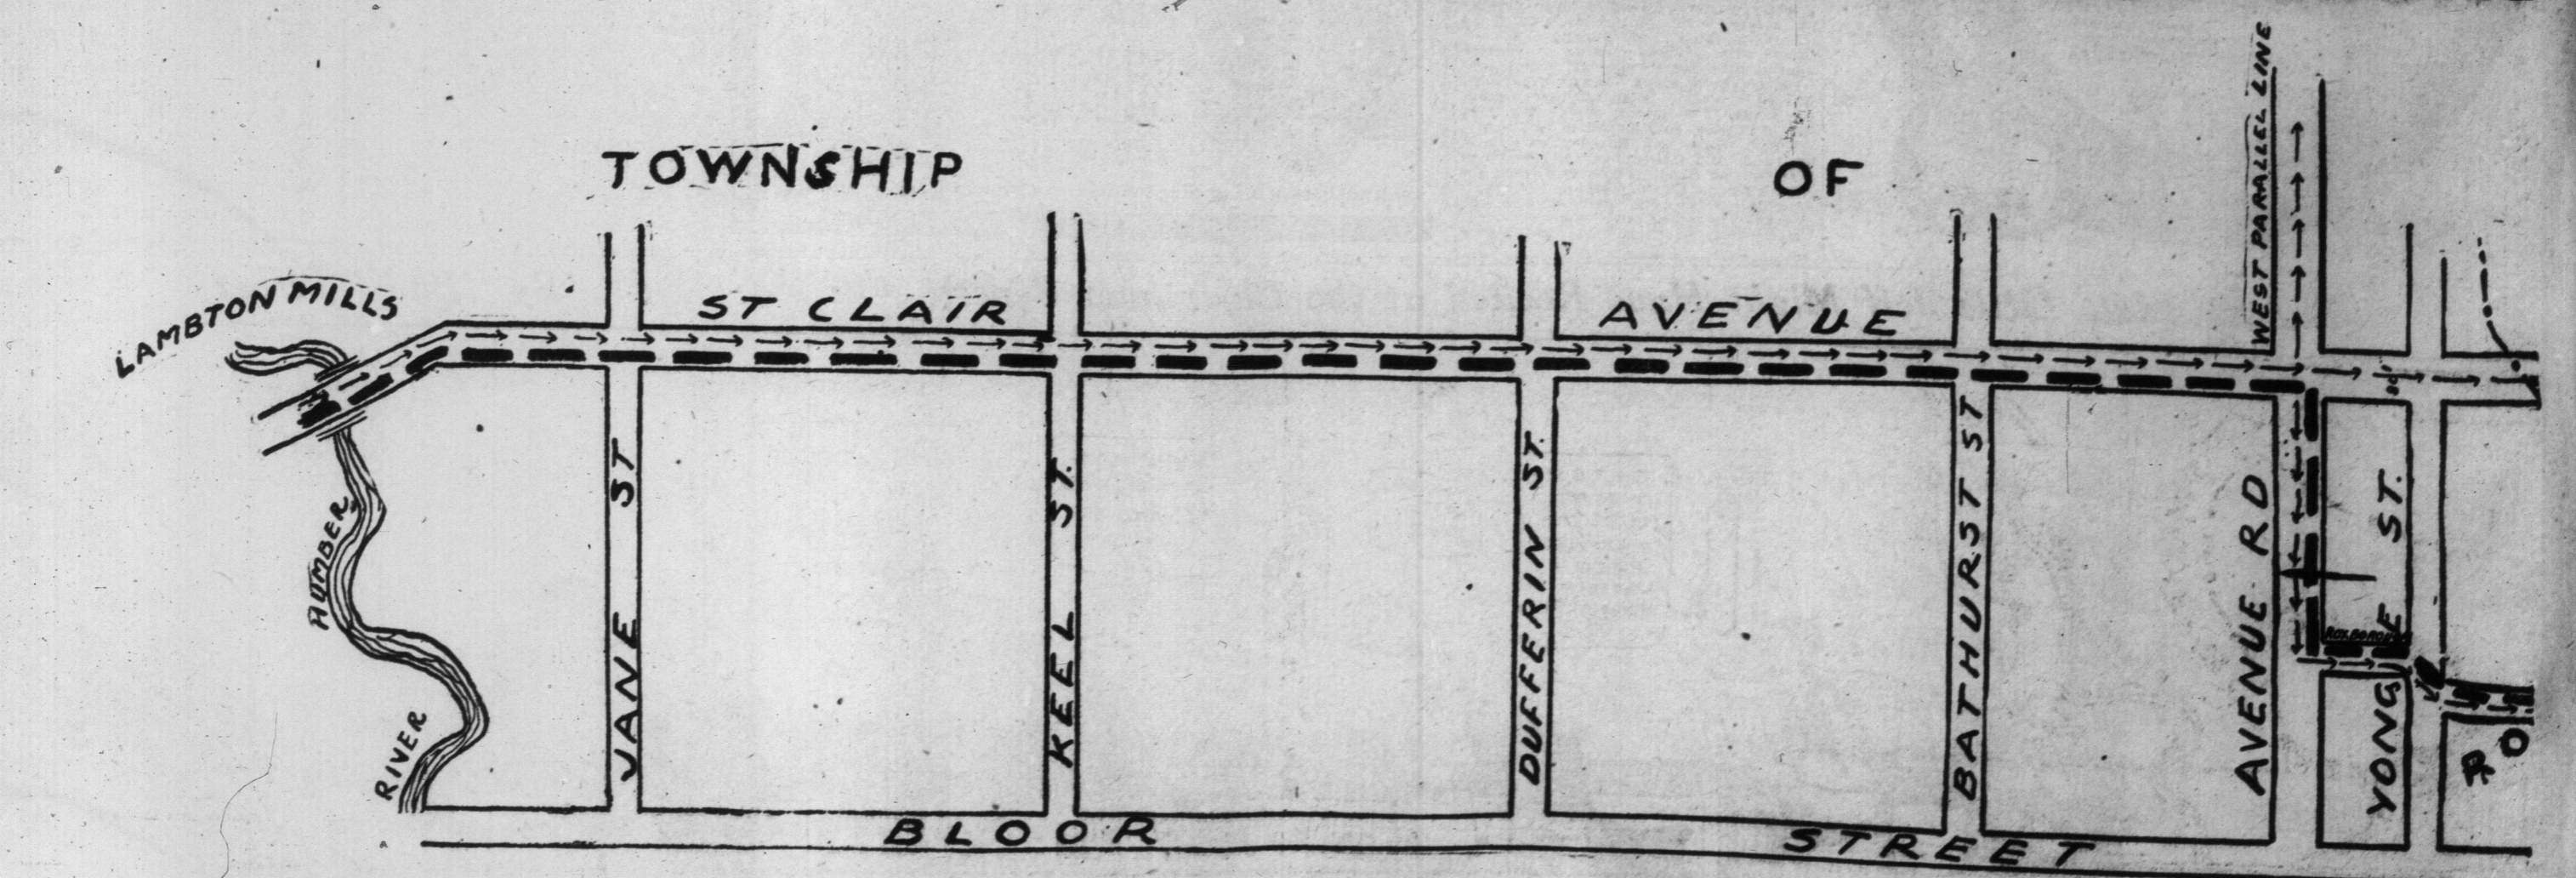 TOWNSHIP OF
WEST PARALLEL LINE
LAMBTON MILLS
ST CLAIR AVENUE
HUMBER
RIVER
JANE ST
KEEL ST.
DUFFERIN ST.
BATHURST ST
AVENUE RD
YONGE ST.
BLOOR STREET
RO